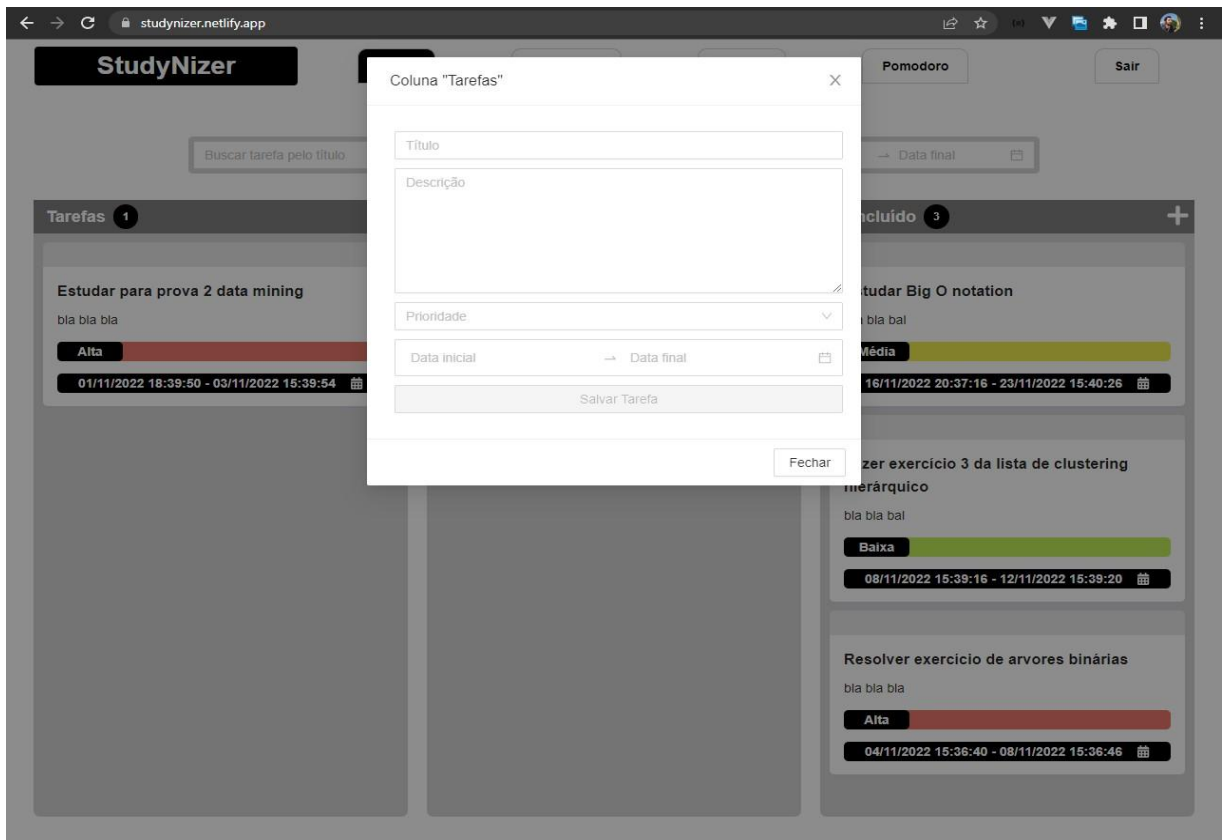 studynizer.netlify.app
StudyNizer
Pomodoro
Sair
Buscar tarefa pelo título
Data final
Coluna "Tarefas"
Título
Descrição
Prioridade
Data inicial → Data final
Salvar Tarefa
Fechar
Tarefas 1
Estudar para prova 2 data mining
bla bla bla
Alta
01/11/2022 18:39:50 - 03/11/2022 15:39:54
ncluído 3
tudar Big O notation
bla bal
Média
16/11/2022 20:37:16 - 23/11/2022 15:40:26
zer exercício 3 da lista de clustering
hierárquico
bla bla bal
Baixa
08/11/2022 15:39:16 - 12/11/2022 15:39:20
Resolver exercício de arvores binárias
bla bla bla
Alta
04/11/2022 15:36:40 - 08/11/2022 15:36:46